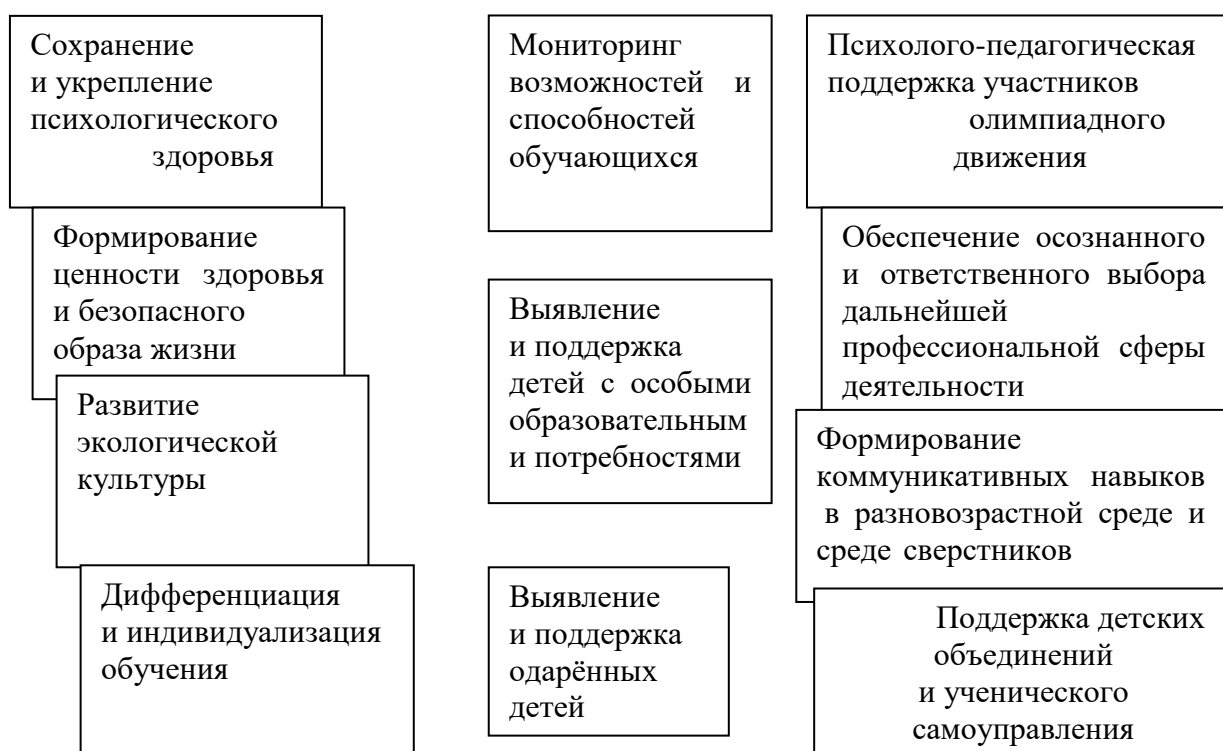 Сохранение
и укрепление
психологического
здоровья
Формирование
ценности здоровья
и безопасного
образа жизни
Развитие
экологической
культуры
Дифференциация
и индивидуализация
обучения
Мониторинг
возможностей и
способностей
обучающихся
Выявление
и поддержка
детей с особыми
образовательным
и потребностями
Выявление
и поддержка
одарённых
детей
Психолого-педагогическая
поддержка участников
олимпиадного
движения
Обеспечение осознанного
и ответственного выбора
дальнейшей
профессиональной сферы
деятельности
Формирование
коммуникативных навыков
в разновозрастной среде и
среде сверстников
Поддержка детских
объединений
и ученического
самоуправления